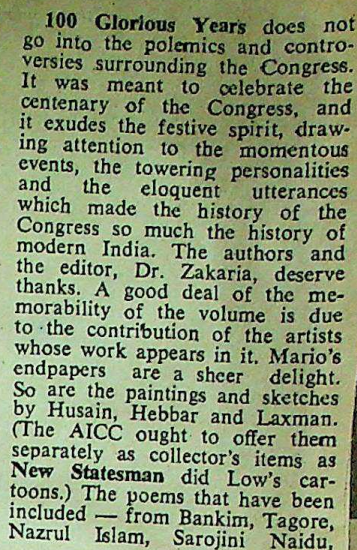 100 Glorious Years does not
go into the polemics and contro-
versies surrounding the Congress.
It was meant to celebrate the
centenary of the Congress, and
it exudes the festive spirit, draw-
ing attention to the momentous
events, the towering personalities
and the eloquent utterances
which made the history of the
Congress so much the history of
modern India. The authors and
the editor, Dr. Zakaria, deserve
thanks. A good deal of the me-
morability of the volume is due
to the contribution of the artists
whose work appears in it. Mario's
endpapers are a sheer delight.
So are the paintings and sketches
by Husain, Hebbar and Laxman.
(The AICC ought to offer them
separately as collector's items as
New Statesman did Low's car-
toons.) The poems that have been
included — from Bankim, Tagore,
Nazrul Islam, Sarojini Naidu,